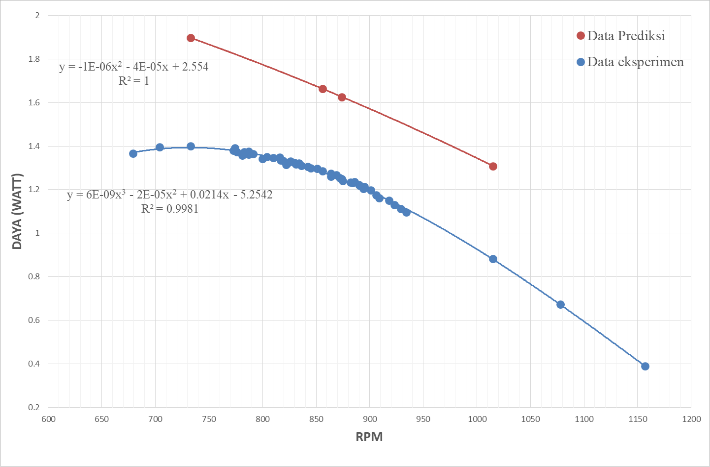 2
1.8
1.6
1.4
1.2
1
0.8
0.6
0.4
0.2
DAYA (WATT)
Data Prediksi
Data eksperimen
y = -1E-06x² - 4E-05x + 2.554
R² = 1
y = 6E-09x³ - 2E-05x² + 0.0214x - 5.2542
R² = 0.9981
600 650 700 750 800 850 900 950 1000 1050 1100 1150 1200
RPM